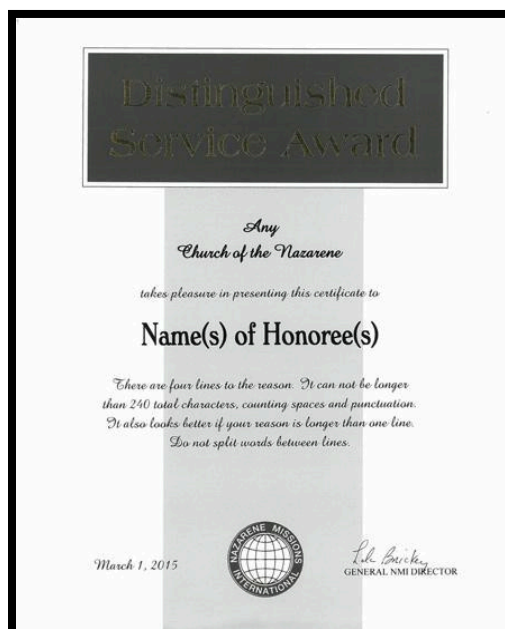 Distinguished
Service Award
Any
Church of the Nazarene
takes pleasure in presenting this certificate to
Name(s) of Honoree(s)
There are four lines to the reason. It can not be longer
than 240 total characters, counting spaces and punctuation.
It also looks better if your reason is longer than one line.
Do not split words between lines.
NAZARENE MISSIONS
INTERNATIONAL
March 1, 2015
GENERAL NMI DIRECTOR